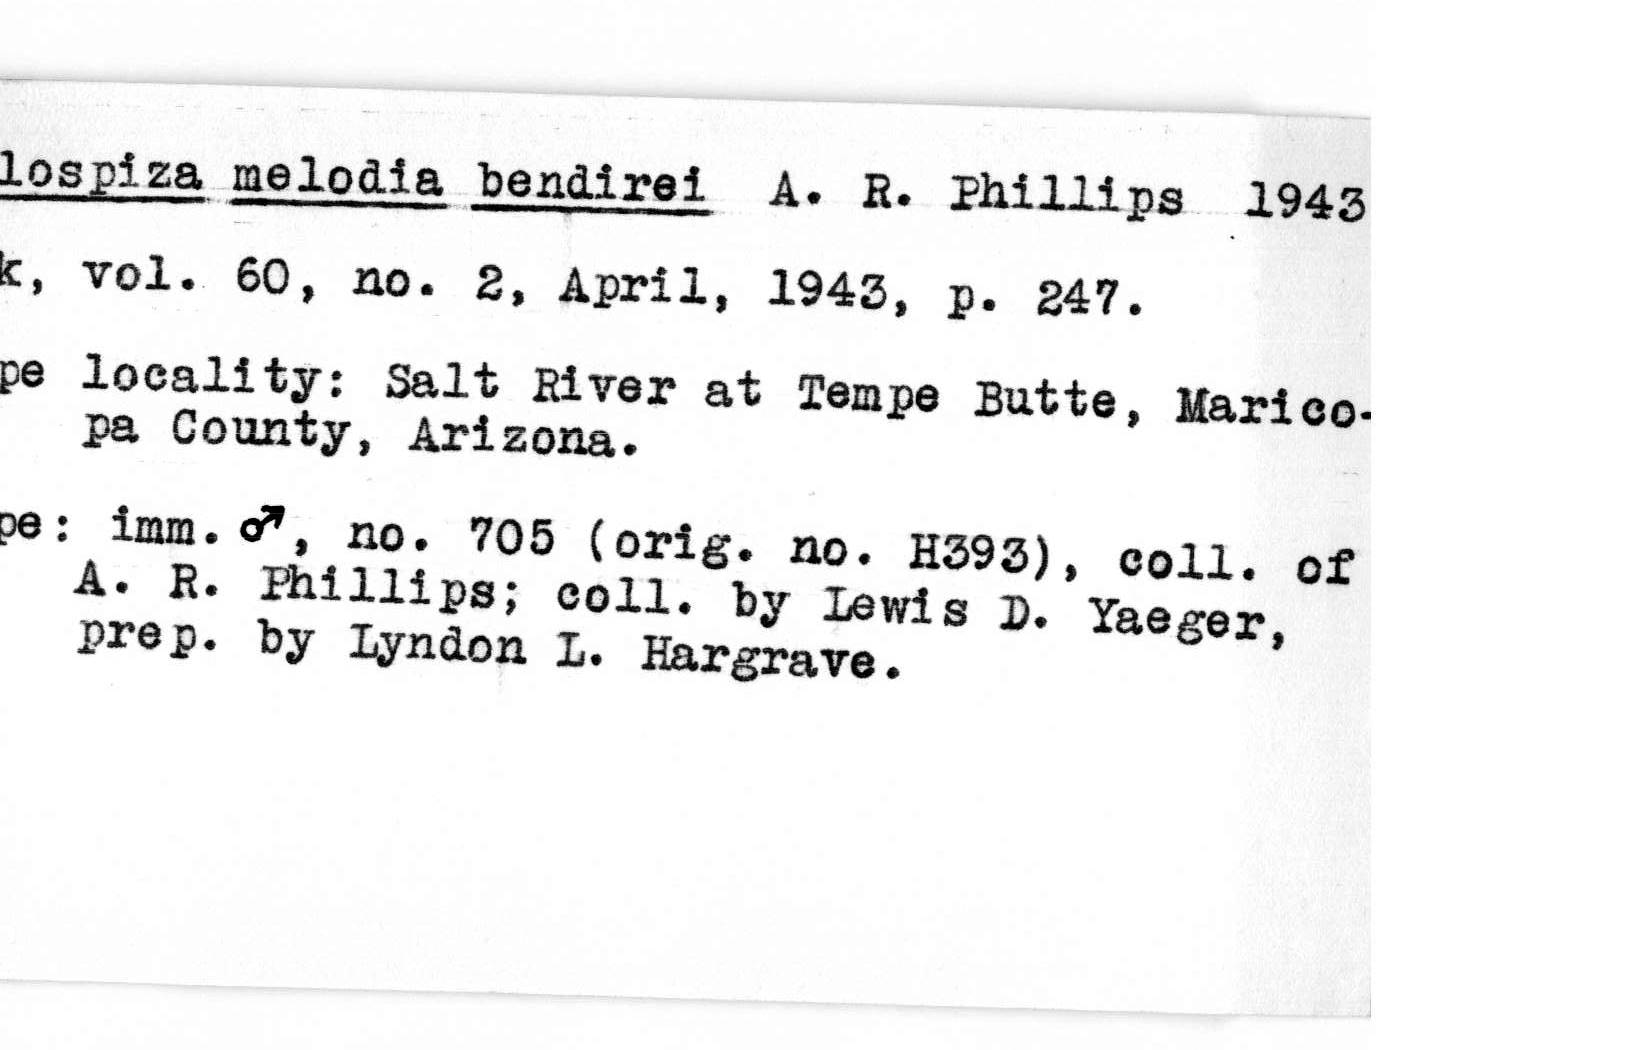 lospiza melodia bendirei A. R. Phillips 1943
k, vol. 60, no. 2, April, 1943, p. 247.
pe locality: Salt River at Tempe Butte, Marico-
pa County, Arizona.
pe: imm. ♂, no. 705 (orig. no. H393), coll. of
A. R. Phillips; coll. by Lewis D. Yaeger,
prep. by Lyndon L. Hargrave.